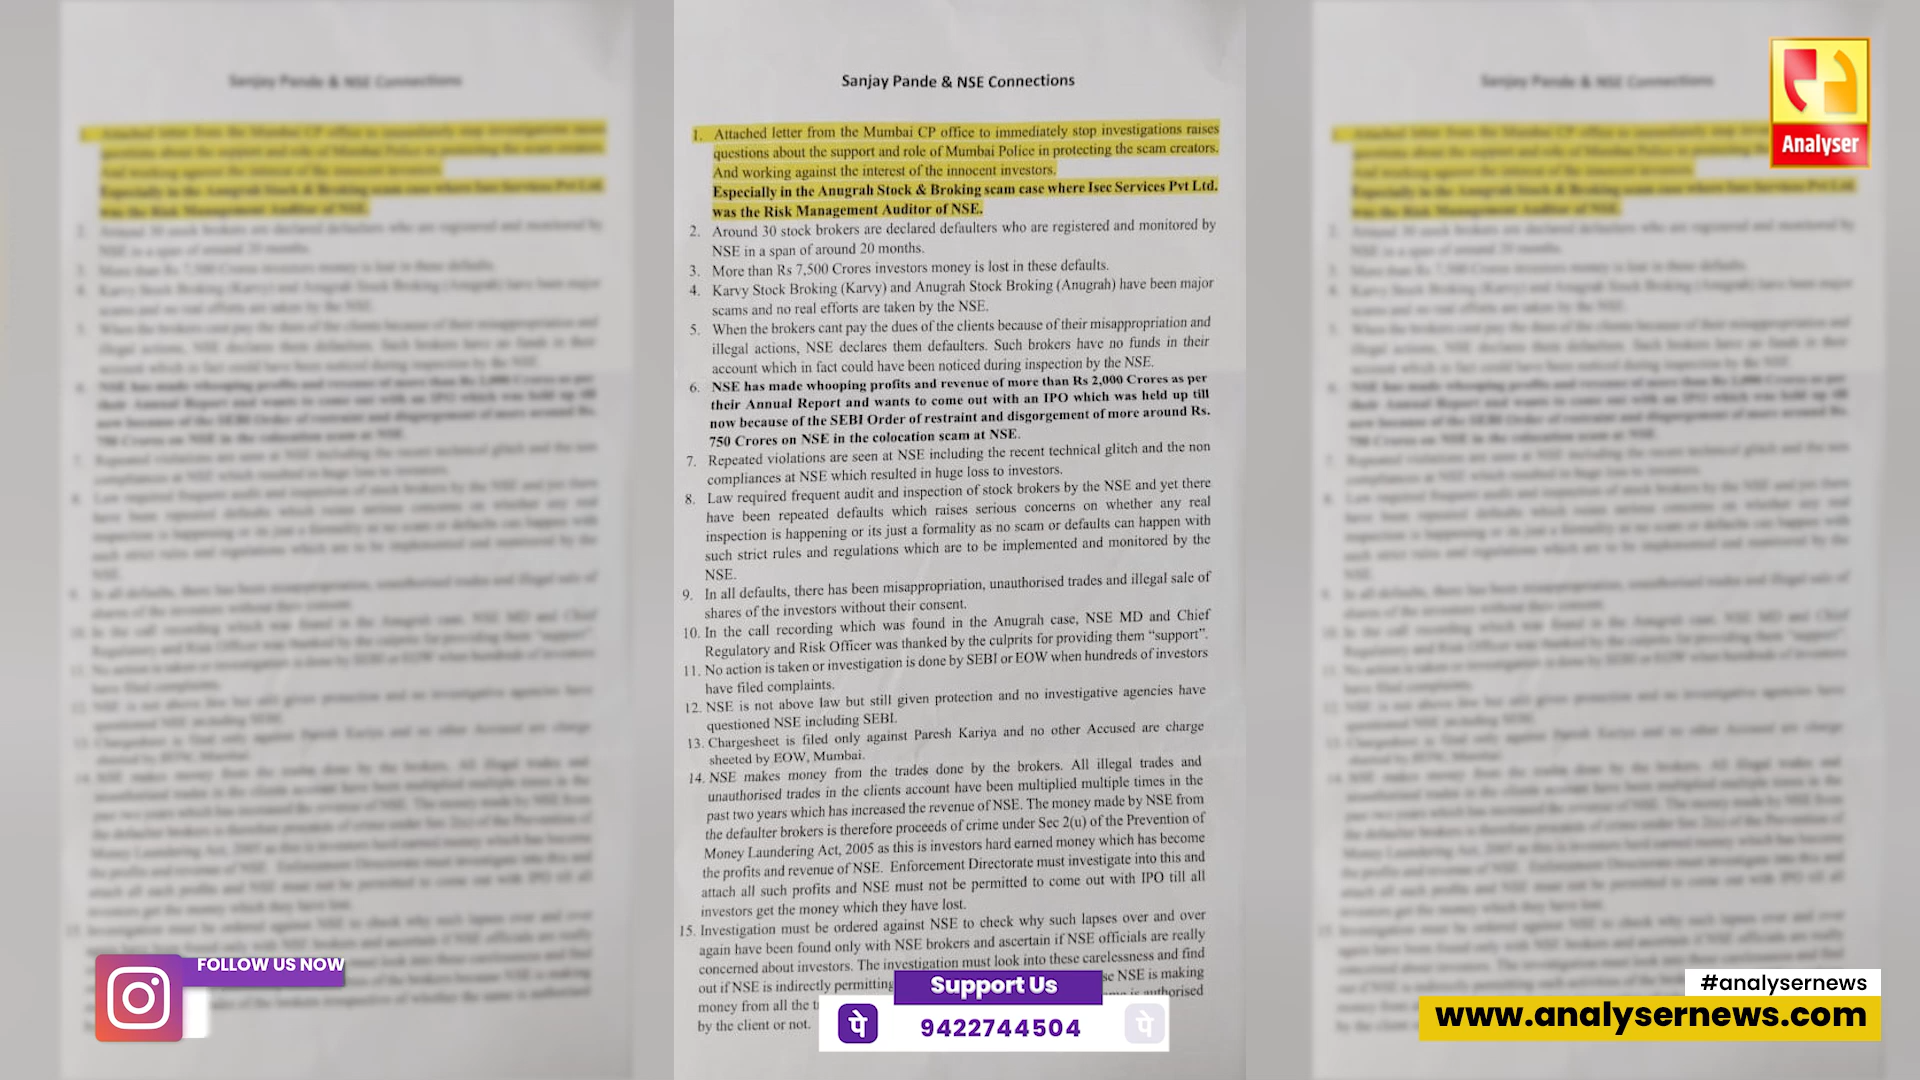 Sanjay Pande & NSE Connections
1. Attached letter from the Mumbai CP office to immediately stop investigations raises
questions about the support and role of Mumbai Police in protecting the scam creators.
And working against the interest of the innocent investors.
Especially in the Anugrah Stock & Broking scam case where Isec Services Pvt Ltd.
was the Risk Management Auditor of NSE.
2. Around 30 stock brokers are declared defaulters who are registered and monitored by
NSE in a span of around 20 months.
3. More than Rs 7,500 Crores investors money is lost in these defaults.
4. Karvy Stock Broking (Karvy) and Anugrah Stock Broking (Anugrah) have been major
scams and no real efforts are taken by the NSE.
5. When the brokers cant pay the dues of the clients because of their misappropriation and
illegal actions, NSE declares them defaulters. Such brokers have no funds in their
account which in fact could have been noticed during inspection by the NSE.
6. NSE has made whooping profits and revenue of more than Rs 2,000 Crores as per
their Annual Report and wants to come out with an IPO which was held up till
now because of the SEBI Order of restraint and disgorgement of more around Rs.
750 Crores on NSE in the colocation scam at NSE.
7. Repeated violations are seen at NSE including the recent technical glitch and the non
compliances at NSE which resulted in huge loss to investors.
8. Law required frequent audit and inspection of stock brokers by the NSE and yet there
have been repeated defaults which raises serious concerns on whether any real
inspection is happening or its just a formality as no scam or defaults can happen with
such strict rules and regulations which are to be implemented and monitored by the
NSE.
9. In all defaults, there has been misappropriation, unauthorised trades and illegal sale of
shares of the investors without their consent.
10. In the call recording which was found in the Anugrah case, NSE MD and Chief
Regulatory and Risk Officer was thanked by the culprits for providing them “support”.
11. No action is taken or investigation is done by SEBI or EOW when hundreds of investors
have filed complaints.
12. NSE is not above law but still given protection and no investigative agencies have
questioned NSE including SEBI.
13. Chargesheet is filed only against Paresh Kariya and no other Accused are charge
sheeted by EOW, Mumbai.
14. NSE makes money from the trades done by the brokers. All illegal trades and
unauthorised trades in the clients account have been multiplied multiple times in the
past two years which has increased the revenue of NSE. The money made by NSE from
the defaulter brokers is therefore proceeds of crime under Sec 2(u) of the Prevention of
Money Laundering Act, 2005 as this is investors hard earned money which has become
the profits and revenue of NSE. Enforcement Directorate must investigate into this and
attach all such profits and NSE must not be permitted to come out with IPO till all
investors get the money which they have lost.
15. Investigation must be ordered against NSE to check why such lapses over and over
again have been found only with NSE brokers and ascertain if NSE officials are really
concerned about investors. The investigation must look into these carelessness and find
out if NSE is indirectly permitting NSE is making
money from all the authorised
by the client or not.
Analyser
FOLLOW US NOW
Support Us
पे 9422744504 पे
#analysernews
www.analysernews.com